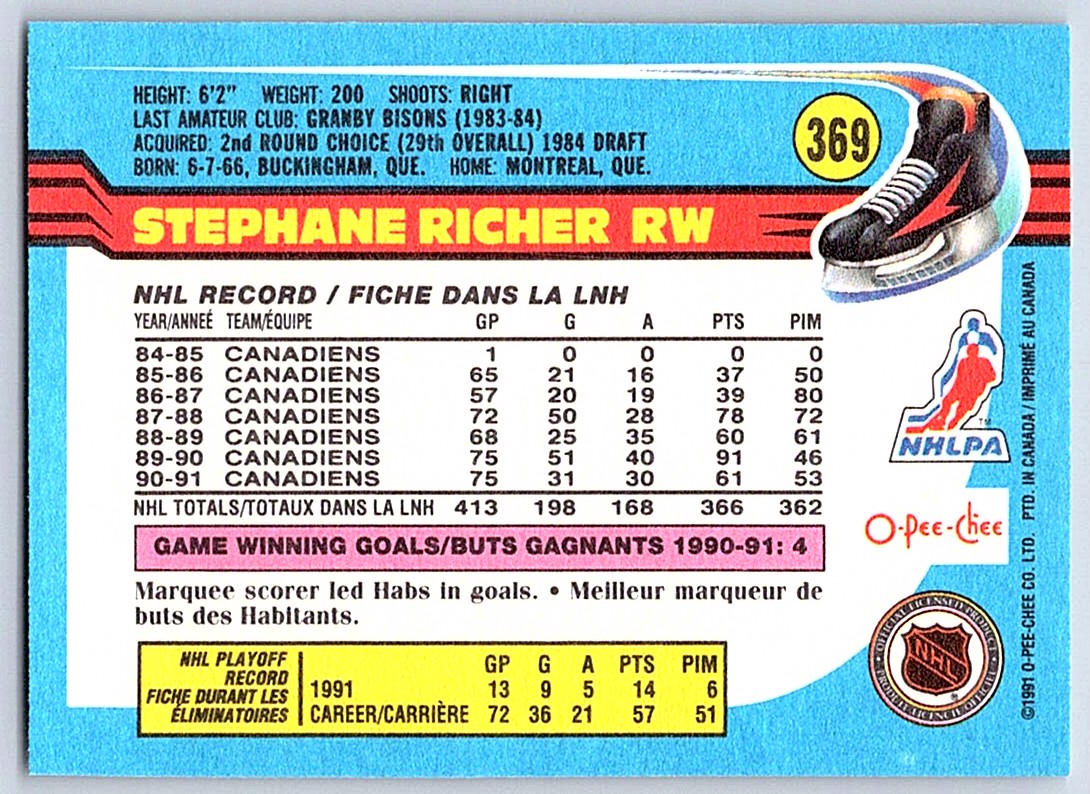 HEIGHT: 6'2" WEIGHT: 200 SHOOTS: RIGHT
LAST AMATEUR CLUB: GRANBY BISONS (1983-84)
ACQUIRED: 2nd ROUND CHOICE (29th OVERALL) 1984 DRAFT
BORN: 6-7-66, BUCKINGHAM, QUE. HOME: MONTREAL, QUE.
369
STEPHANE RICHER RW
NHL RECORD / FICHE DANS LA LNH
YEAR/ANNEÉ TEAM/ÉQUIPE GP G A PTS PIM
84-85 CANADIENS 1 0 0 0 0
85-86 CANADIENS 65 21 16 37 50
86-87 CANADIENS 57 20 19 39 80
87-88 CANADIENS 72 50 28 78 72
88-89 CANADIENS 68 25 35 60 61
89-90 CANADIENS 75 51 40 91 46
90-91 CANADIENS 75 31 30 61 53
NHL TOTALS/TOTAUX DANS LA LNH 413 198 168 366 362
GAME WINNING GOALS/BUTS GAGNANTS 1990-91: 4
Marquee scorer led Habs in goals. • Meilleur marqueur de
buts des Habitants.
NHL PLAYOFF
RECORD
FICHE DURANT LES
ÉLIMINATOIRES
GP G A PTS PIM
1991 13 9 5 14 6
CAREER/CARRIÈRE 72 36 21 57 51
TM
NHLPA
O-Pee-Chee
OFFICIAL LICENSED PRODUCT
NHL
®
©1991 O-PEE-CHEE CO. LTD. PTD. IN CANADA / IMPRIMÉ AU CANADA